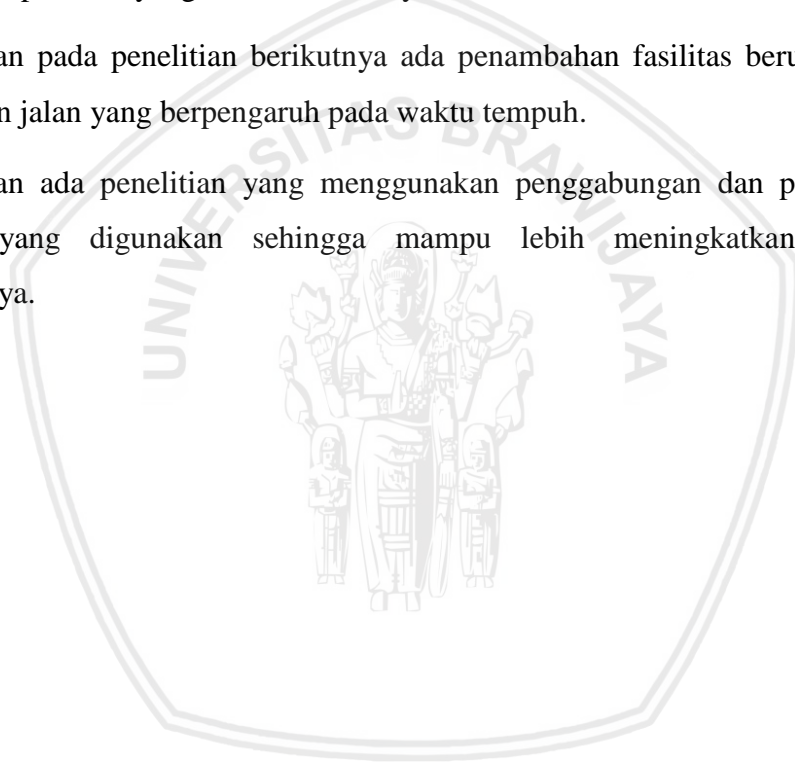 an pada penelitian berikutnya ada penambahan fasilitas beru
n jalan yang berpengaruh pada waktu tempuh.
an ada penelitian yang menggunakan penggabungan dan p
yang digunakan sehingga mampu lebih meningkatkan
ya.
UNIVERSITAS BRAWIJAYA